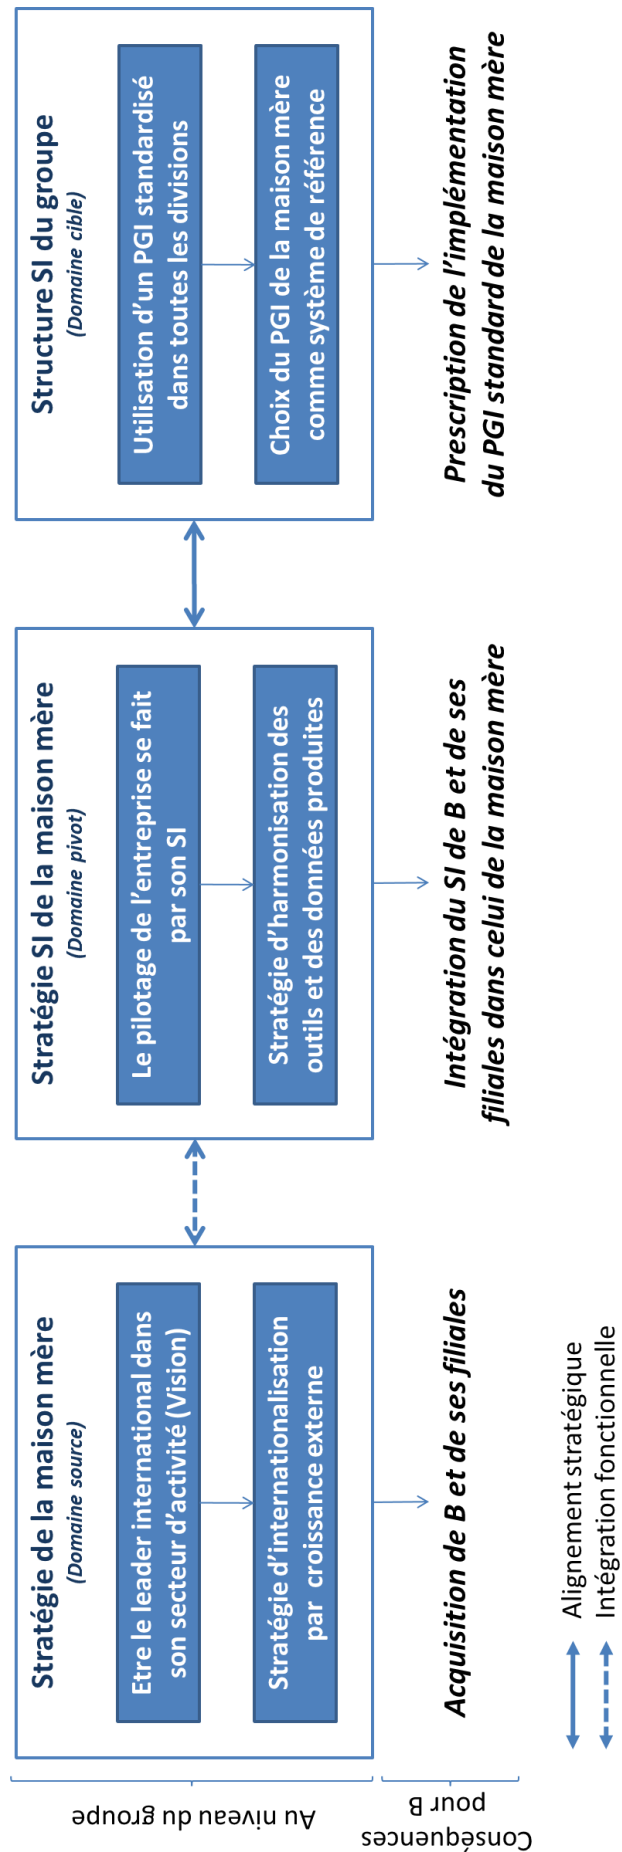 Stratégie de la maison mère
(Domaine source)
Etre le leader international dans
son secteur d’activité (Vision)
Stratégie d’internationalisation
par croissance externe
Acquisition de B et de ses filiales
Stratégie SI de la maison mère
(Domaine pivot)
Le pilotage de l’entreprise se fait
par son SI
Stratégie d’harmonisation des
outils et des données produites
Intégration du SI de B et de ses
filiales dans celui de la maison mère
Structure SI du groupe
(Domaine cible)
Utilisation d’un PGI standardisé
dans toutes les divisions
Choix du PGI de la maison mère
comme système de référence
Prescription de l’implémentation
du PGI standard de la maison mère
Au niveau du groupe
Conséquences
pour B
Alignement stratégique
Intégration fonctionnelle